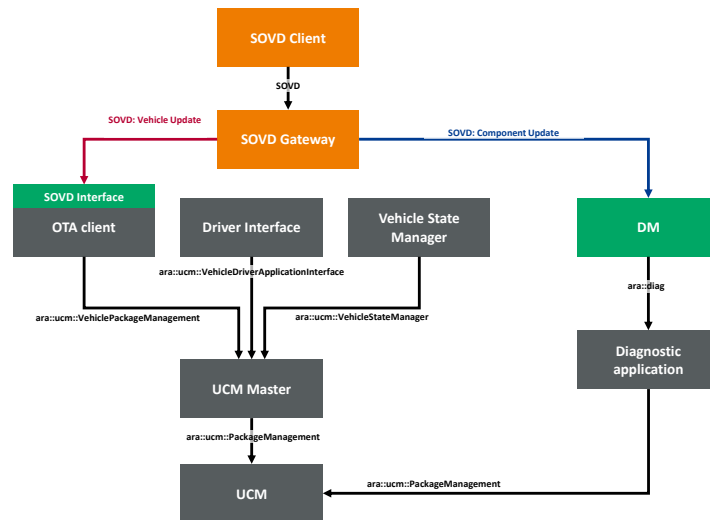 SOVD Client
SOVD
SOVD: Vehicle Update
SOVD Gateway
SOVD: Component Update
SOVD Interface
OTA client
Driver Interface
Vehicle State
Manager
DM
ara::ucm::VehicleDriverApplicationInterface
ara::diag
ara::ucm::VehiclePackageManagement
ara::ucm::VehicleStateManager
Diagnostic
application
UCM Master
ara::ucm::PackageManagement
ara::ucm::PackageManagement
UCM